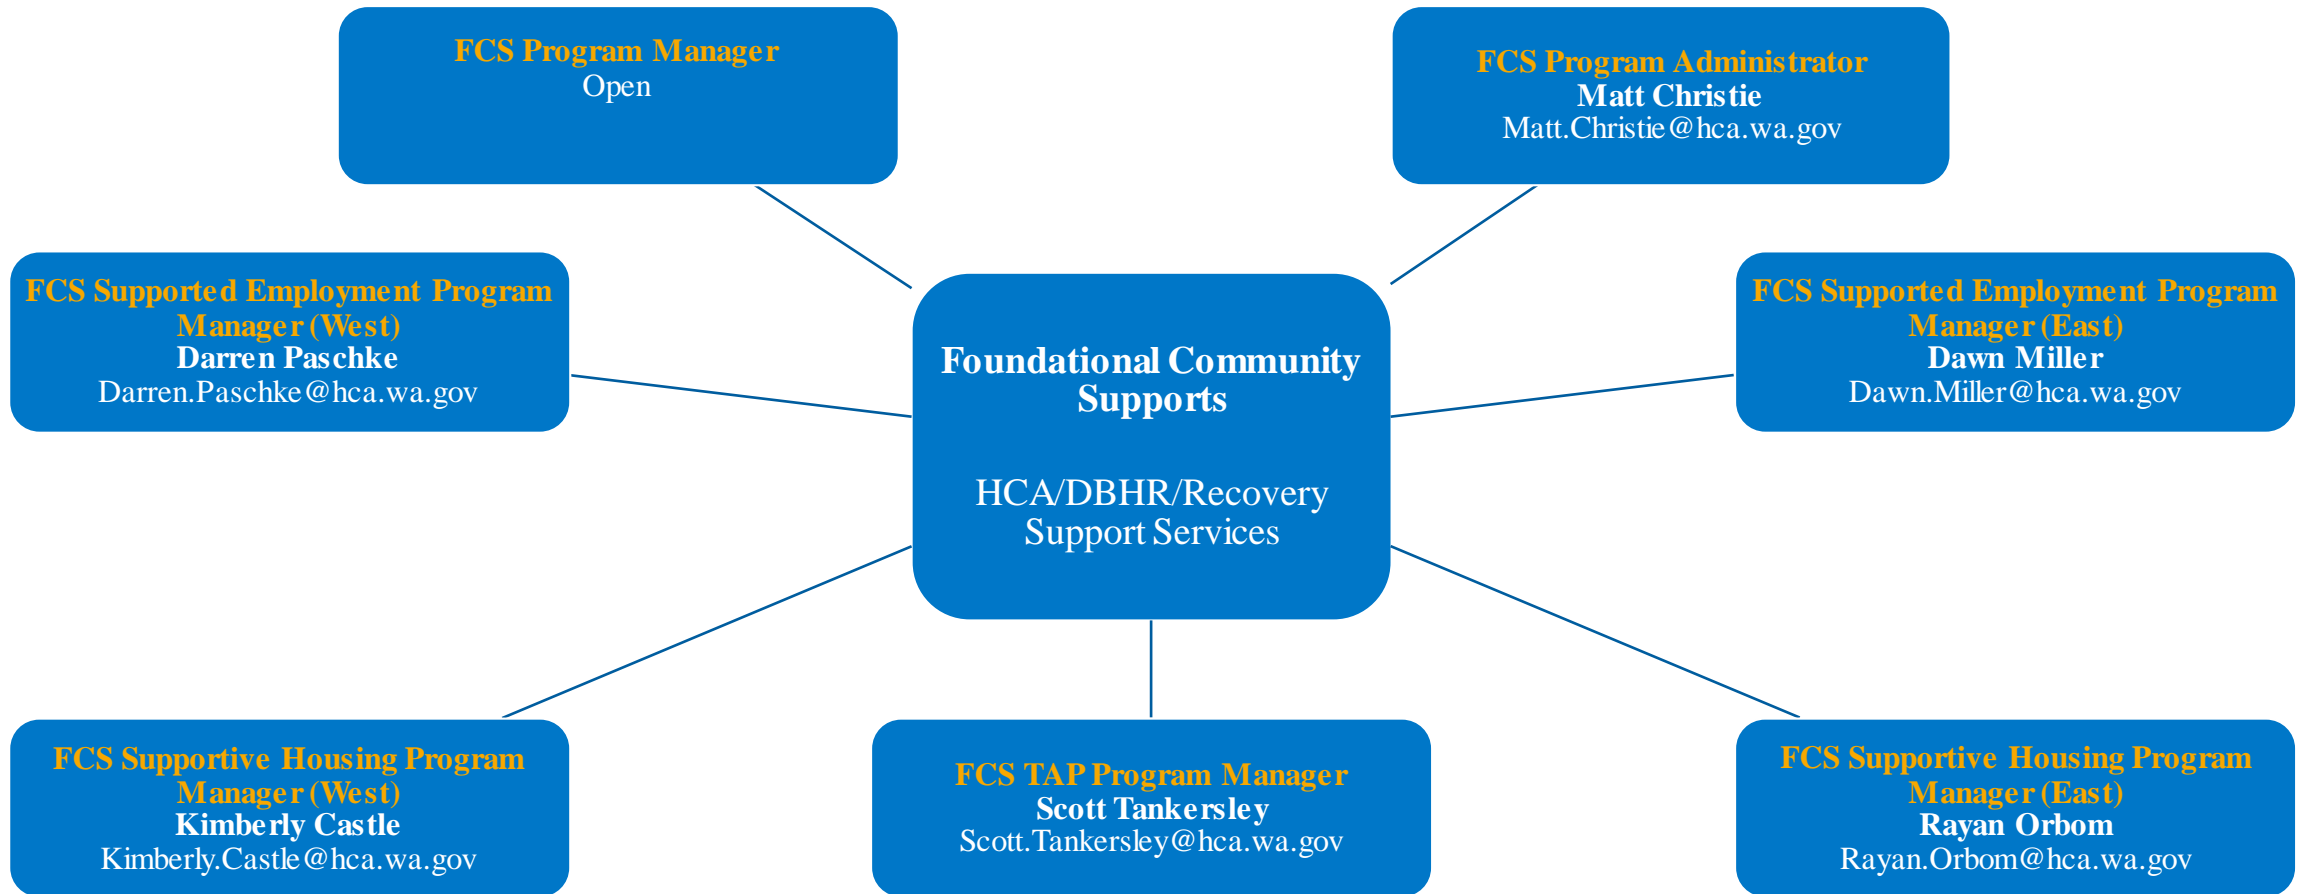 FCS Program Manager
Open
FCS Program Administrator
Matt Christie
Matt.Christie@hca.wa.gov
FCS Supported Employment Program
Manager (West)
Darren Paschke
Darren.Paschke@hca.wa.gov
Foundational Community
Supports
HCA/DBHR/Recovery
Support Services
FCS Supported Employment Program
Manager (East)
Dawn Miller
Dawn.Miller@hca.wa.gov
FCS Supportive Housing Program
Manager (West)
Kimberly Castle
Kimberly.Castle@hca.wa.gov
FCS TAP Program Manager
Scott Tankersley
Scott.Tankersley@hca.wa.gov
FCS Supportive Housing Program
Manager (East)
Rayan Orbom
Rayan.Orbom@hca.wa.gov